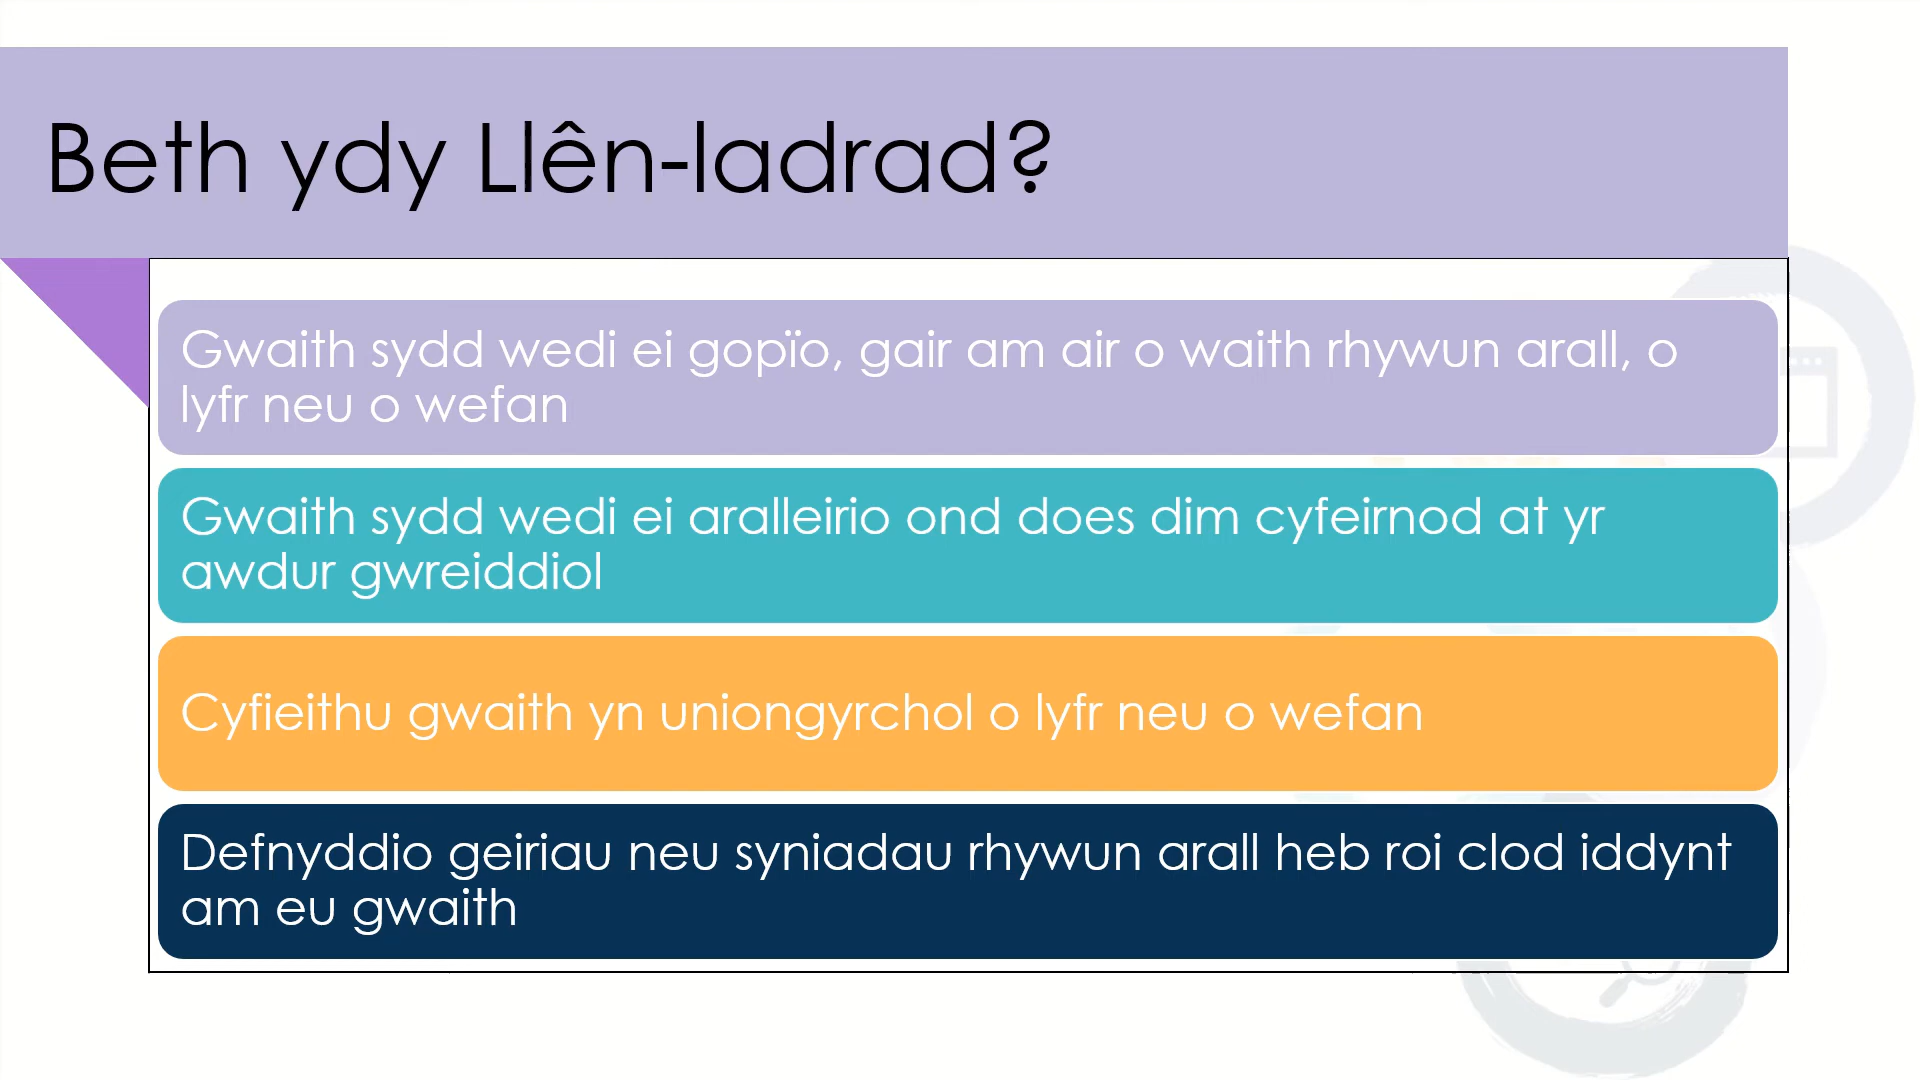 Beth ydy Llên-ladrad?
Gwaith sydd wedi ei gopïo, gair am air o waith rhywun arall, o
lyfr neu o wefan
Gwaith sydd wedi ei aralleirio ond does dim cyfeirnod at yr
awdur gwreiddiol
Cyfieithu gwaith yn uniongyrchol o lyfr neu o wefan
Defnyddio geiriau neu syniadau rhywun arall heb roi clod iddynt
am eu gwaith